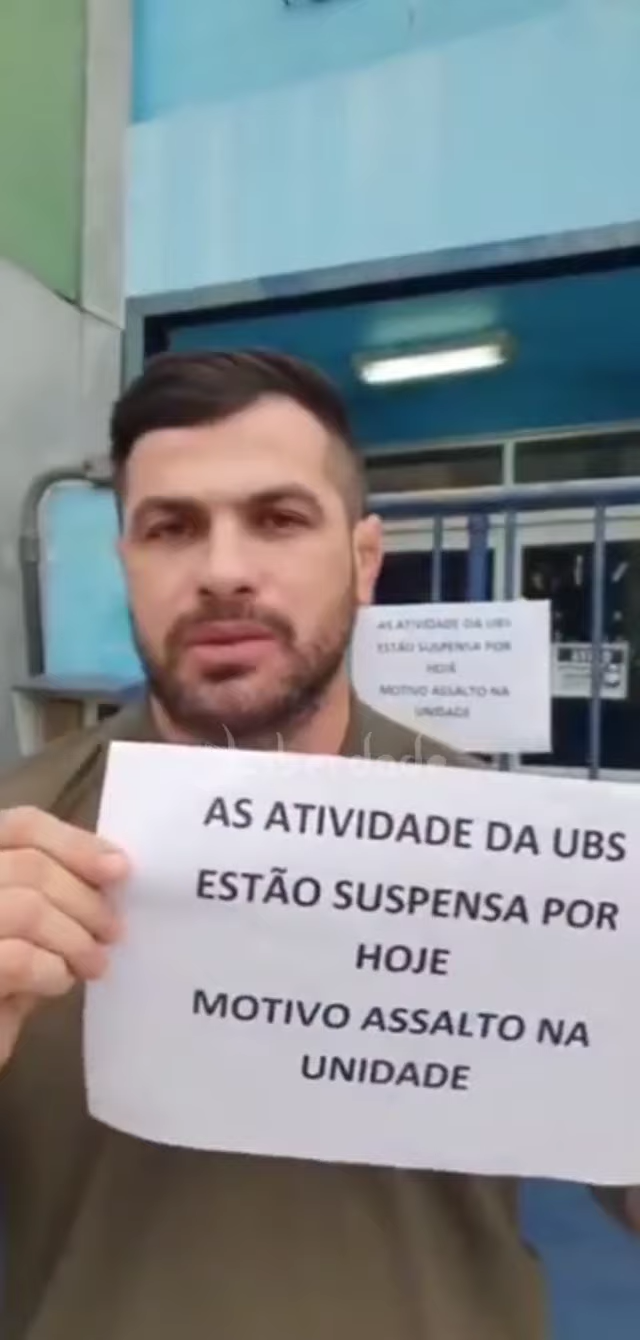 AS ATIVIDADE DA UBS
ESTÃO SUSPENSA POR
HOJE
MOTIVO ASSALTO NA
UNIDADE
AS ATIVIDADE DA UBS
ESTÃO SUSPENSA POR
HOJE
MOTIVO ASSALTO NA
UNIDADE